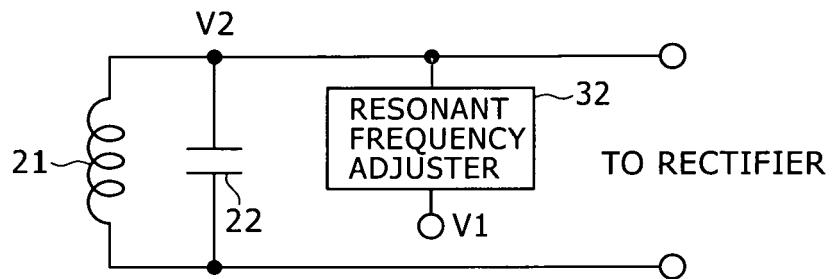 V2
RESONANT
FREQUENCY
ADJUSTER
32
21
22
TO RECTIFIER
V1